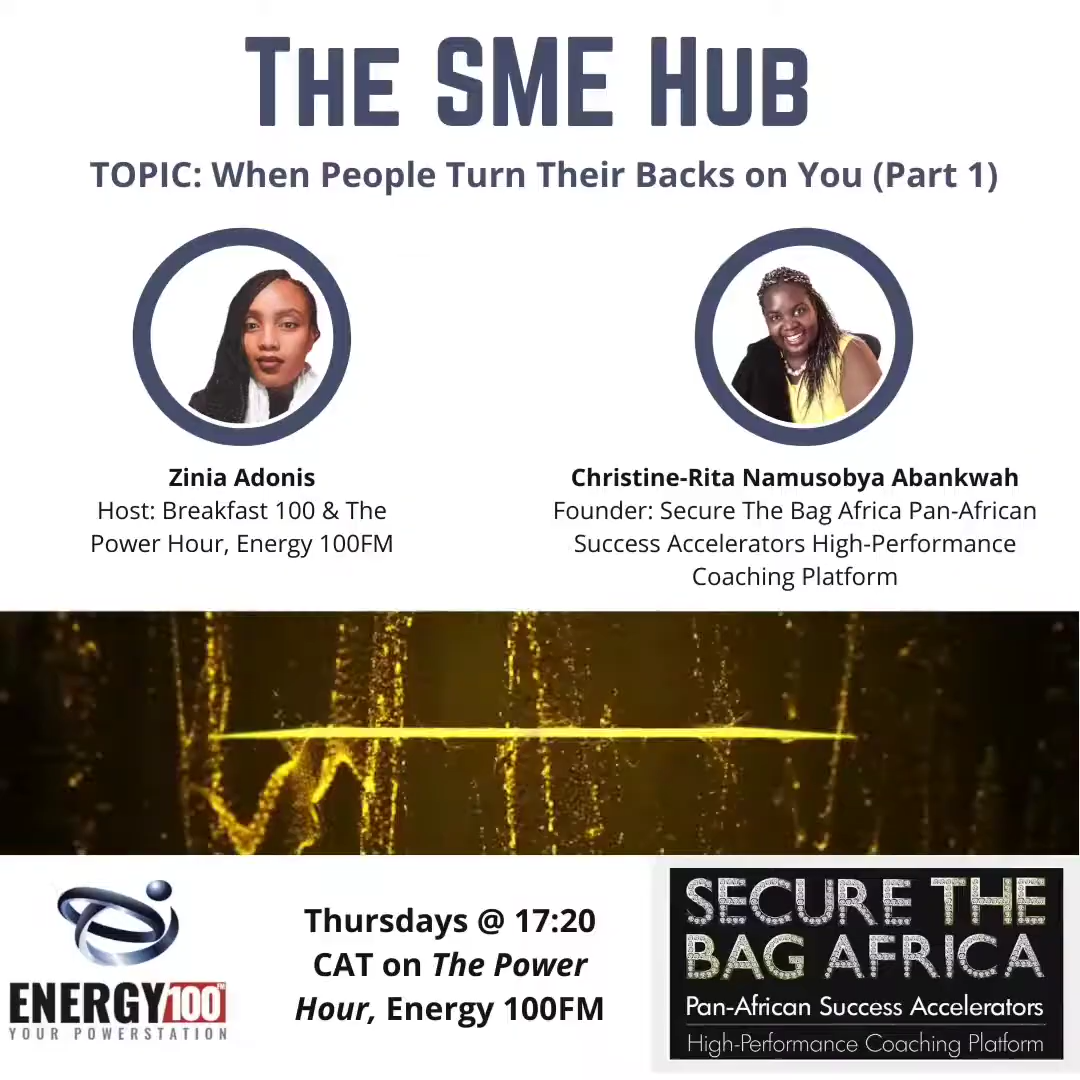 THE SME HUB
TOPIC: When People Turn Their Backs on You (Part 1)
Zinia Adonis
Host: Breakfast 100 & The
Power Hour, Energy 100FM
Christine-Rita Namusobya Abankwah
Founder: Secure The Bag Africa Pan-African
Success Accelerators High-Performance
Coaching Platform
ENERGY100FM
YOUR POWERSTATION
Thursdays @ 17:20
CAT on The Power
Hour, Energy 100FM
SECURE THE
BAG AFRICA
Pan-African Success Accelerators
High-Performance Coaching Platform